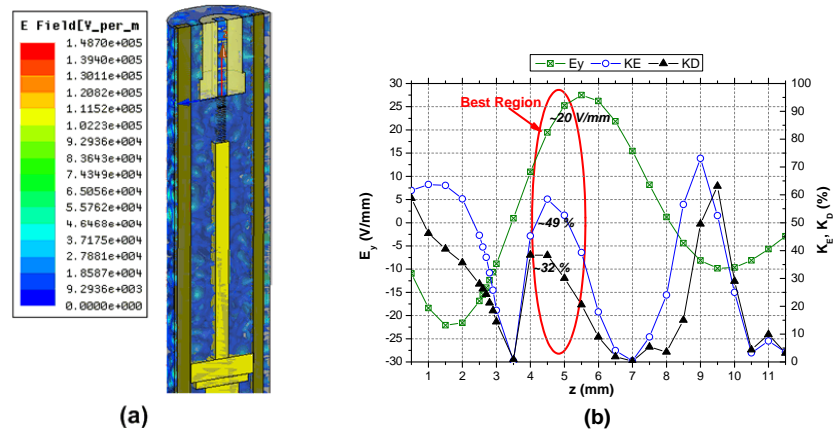 (a)
E Field[V_per_m
1.4870e+005
1.3940e+005
1.3011e+005
1.2082e+005
1.1152e+005
1.0223e+005
9.2936e+004
8.3643e+004
7.4349e+004
6.5056e+004
5.5762e+004
4.6468e+004
3.7175e+004
2.7881e+004
1.8587e+004
9.2936e+003
0.0000e+000
(a)
Ey KE KD
30
25
20
15
10
5
0
-5
-10
-15
-20
-25
-30
E_y (V/mm)
Best Region
~20 V/mm
~49 %
~32 %
100
90
80
70
60
50
40
30
20
10
0
K_E, K_D (%)
1 2 3 4 5 6 7 8 9 10 11
z (mm)
(b)